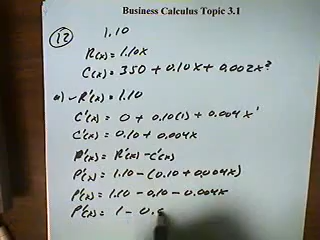 Business Calculus Topic 3.1
12
1.10
R(x) = 1.10x
C(x) = 350 + 0.10x + 0.002x²
a) R'(x) = 1.10
C'(x) = 0 + 0.10(1) + 0.004x'
C'(x) = 0.10 + 0.004x
P'(x) = R'(x) - C'(x)
P'(x) = 1.10 - (0.10 + 0.004x)
P'(x) = 1.10 - 0.10 - 0.004x
P'(x) = 1 - 0.0